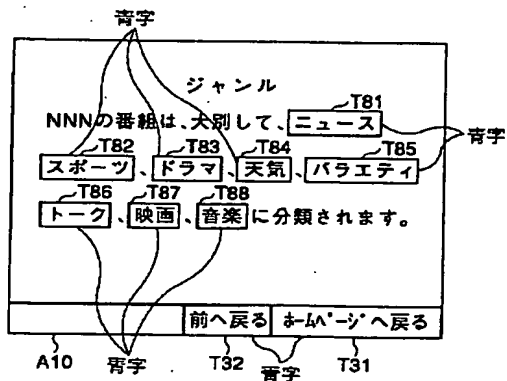 青字
ジャンル
T81
NNNの番組は、大別して、ニュース
T82 T83 T84 T85
青字
スポーツ、ドラマ、天気、バラエティ
T86 T87 T88
トーク、映画、音楽に分類されます。
前へ戻る ホームページへ戻る
A10 青字 T32 青字 T31